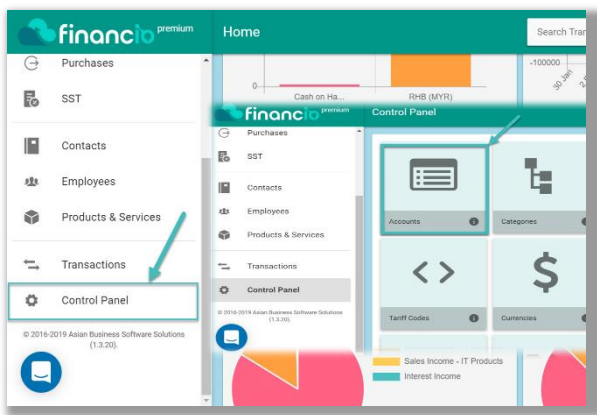 financio premium
Home
Search Tran
Purchases
SST
Contacts
Employees
Products & Services
Transactions
Control Panel
© 2016-
2019 Asian Business Software Solutions
(1.3.20).
0
Cash on Ha...
RHB (MYR)
-100000
30 Jan
financio premium
Control Panel
Purchases
SST
Contacts
Employees
Products & Services
Transactions
Control Panel
© 2016-2019 Asian Business Software Solutions
(1.3.20).
Accounts
Categories
Tariff Codes
Currencies
Sales Income - IT Products
Interest Income